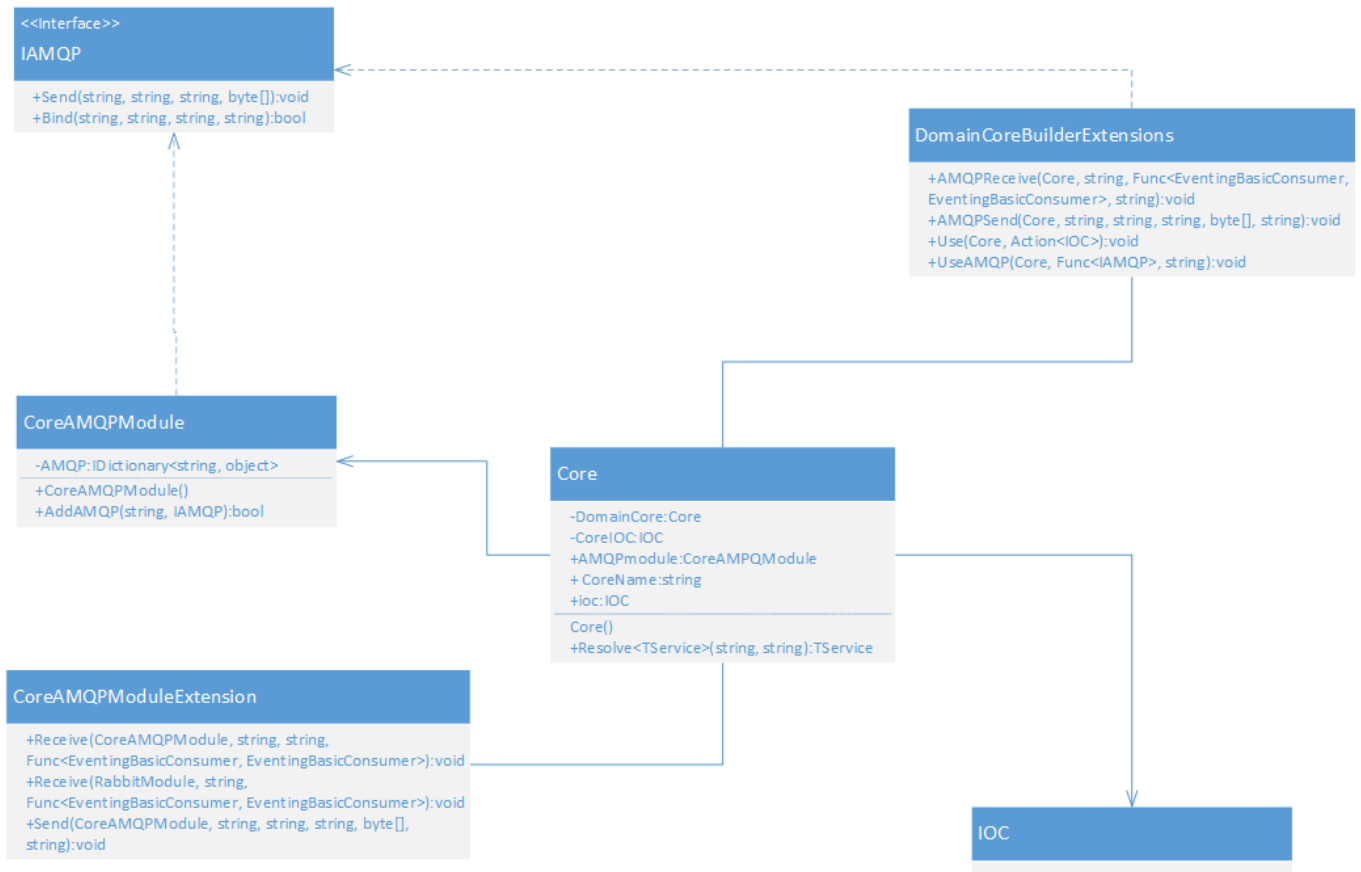 <<Interface>>
IAMQP
+Send(string, string, string, byte[]):void
+Bind(string, string, string, string):bool
DomainCoreBuilderExtensions
+AMQPReceive(Core, string, Func<EventingBasicConsumer,
EventingBasicConsumer>, string):void
+AMQPSend(Core, string, string, string, byte[], string):void
+Use(Core, Action<IOC>):void
+UseAMQP(Core, Func<IAMQP>, string):void
CoreAMQPModule
-AMQP:IDictionary<string, object>
+CoreAMQPModule()
+AddAMQP(string, IAMQP):bool
Core
-DomainCore:Core
-CoreIOC:IOC
+AMQPmodule:CoreAMPQModule
+ CoreName:string
+ioc:IOC
Core()
+Resolve<TService>(string, string):TService
CoreAMQPModuleExtension
+Receive(CoreAMQPModule, string, string,
Func<EventingBasicConsumer, EventingBasicConsumer>):void
+Receive(RabbitModule, string,
Func<EventingBasicConsumer, EventingBasicConsumer>):void
+Send(CoreAMQPModule, string, string, string, byte[],
string):void
IOC